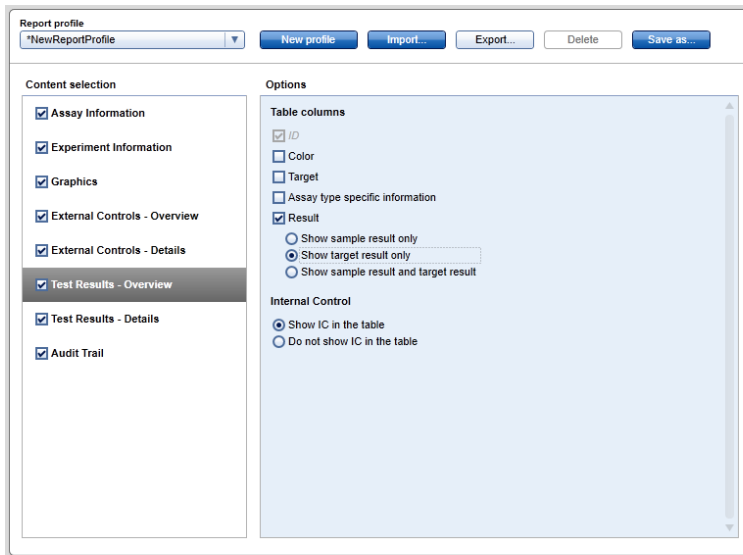 Report profile
*NewReportProfile
New profile
Import...
Export...
Delete
Save as...
Content selection
Assay Information
Experiment Information
Graphics
External Controls - Overview
External Controls - Details
Test Results - Overview
Test Results - Details
Audit Trail
Options
Table columns
ID
Color
Target
Assay type specific information
Result
Show sample result only
Show target result only
Show sample result and target result
Internal Control
Show IC in the table
Do not show IC in the table